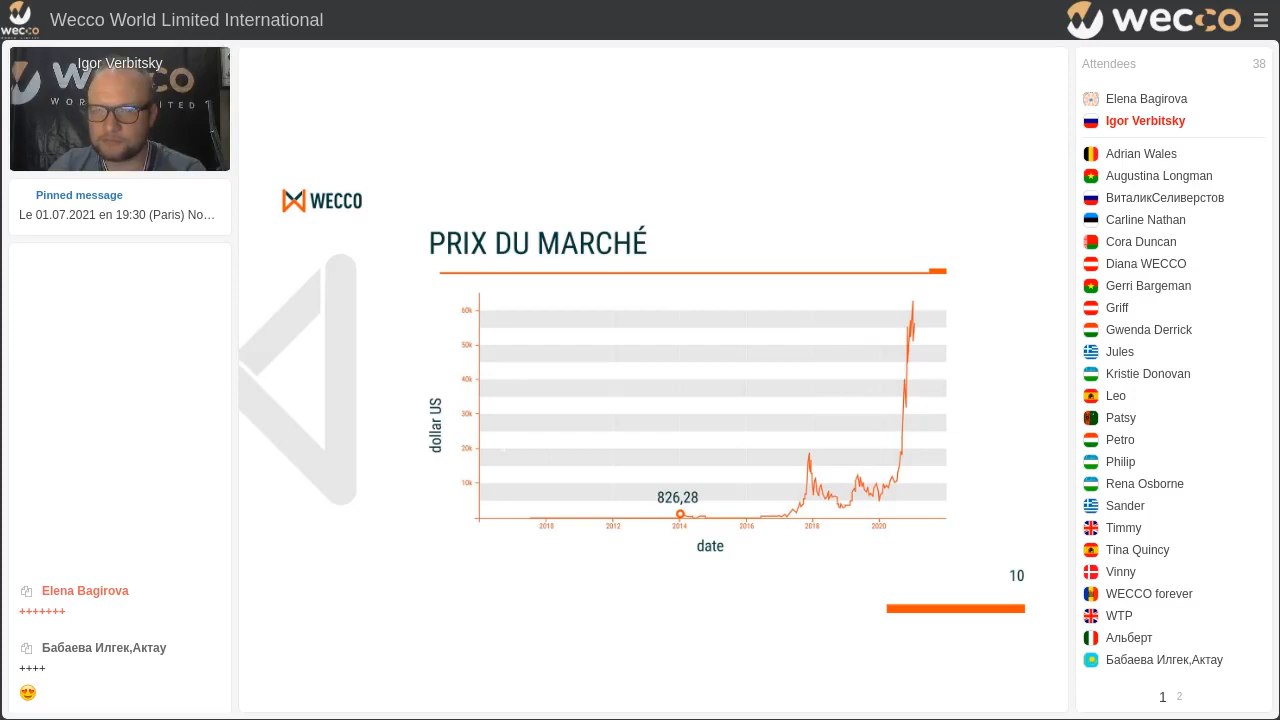 wecco
Wecco World Limited International
wecco
Igor Verbitsky
Pinned message
Le 01.07.2021 en 19:30 (Paris) No…
Elena Bagirova
+++++++
Бабаева Илгек,Актау
++++
WECCO
PRIX DU MARCHÉ
60k
50k
40k
30k
20k
10k
dollar US
826,28
2010
2012
2014
2016
2018
2020
date
10
Attendees 38
Elena Bagirova
Igor Verbitsky
Adrian Wales
Augustina Longman
ВиталикСеливерстов
Carline Nathan
Cora Duncan
Diana WECCO
Gerri Bargeman
Griff
Gwenda Derrick
Jules
Kristie Donovan
Leo
Patsy
Petro
Philip
Rena Osborne
Sander
Timmy
Tina Quincy
Vinny
WECCO forever
WTP
Альберт
Бабаева Илгек,Актау
1 2